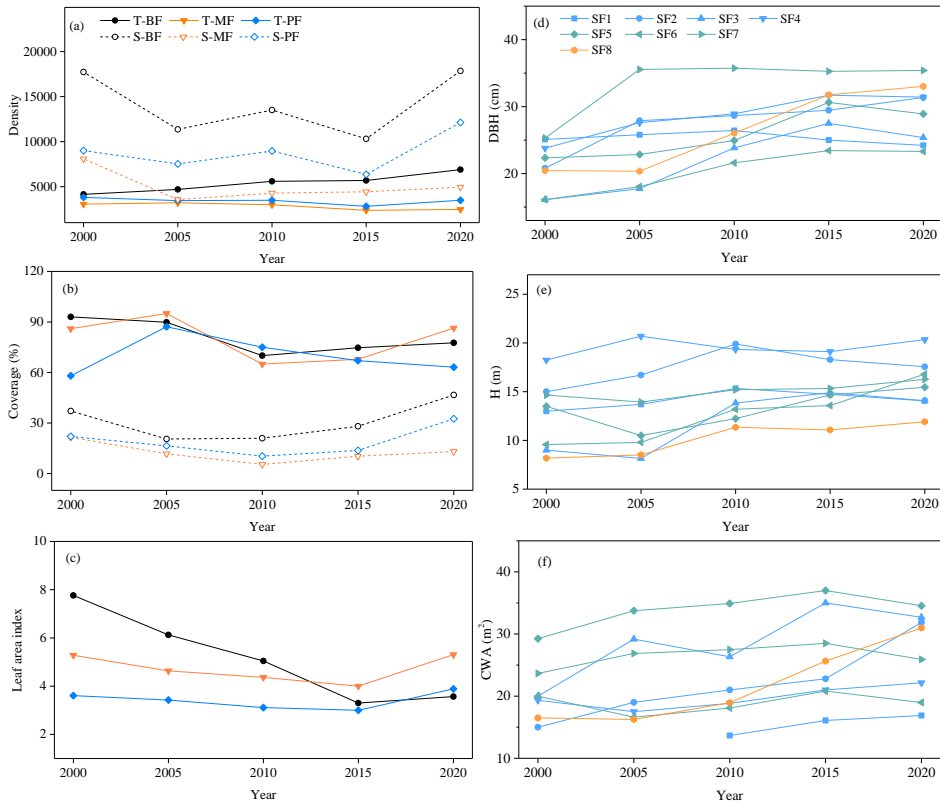 (a)
T-BF T-MF T-PF
S-BF S-MF S-PF
20000
15000
10000
5000
Density
2000 2005 2010 2015 2020
Year
(d)
SF1 SF2 SF3 SF4
SF5 SF6 SF7
SF8
40
30
20
DBH (cm)
2000 2005 2010 2015 2020
Year
(b)
120
90
60
30
0
Coverage (%)
2000 2005 2010 2015 2020
Year
(e)
25
20
15
10
5
H (m)
2000 2005 2010 2015 2020
Year
(c)
10
8
6
4
2
Leaf area index
2000 2005 2010 2015 2020
Year
(f)
40
30
20
10
CWA (m²)
2000 2005 2010 2015 2020
Year